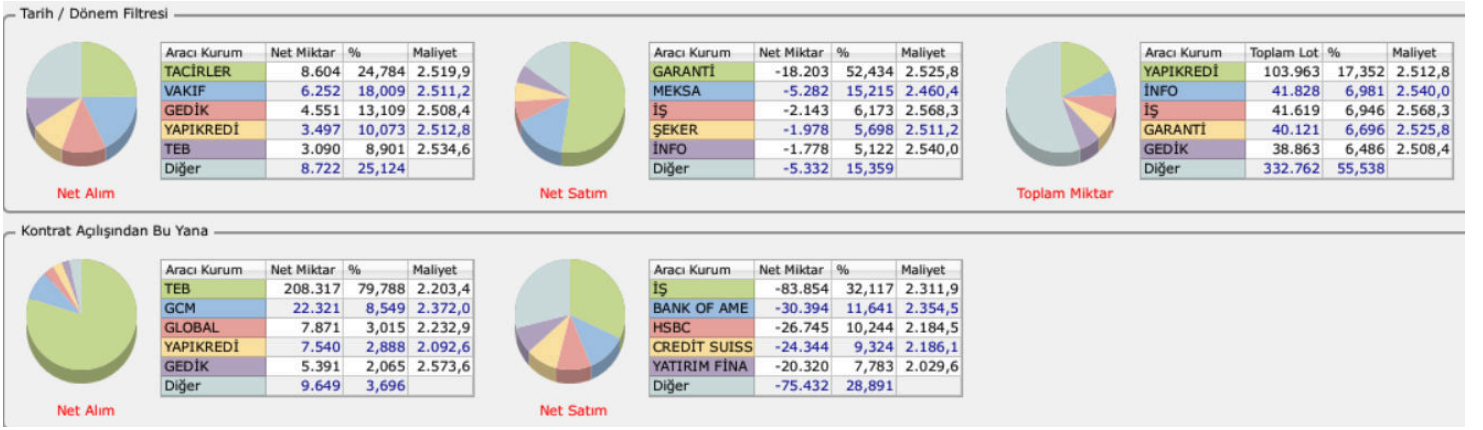 Tarih / Dönem Filtresi
Aracı Kurum Net Miktar % Maliyet
TACİRLER 8.604 24,784 2.519,9
VAKIF 6.252 18,009 2.511,2
GEDİK 4.551 13,109 2.508,4
YAPIKREDİ 3.497 10,073 2.512,8
TEB 3.090 8,901 2.534,6
Diğer 8.722 25,124
Net Alım
Aracı Kurum Net Miktar % Maliyet
GARANTİ -18.203 52,434 2.525,8
MEKSA -5.282 15,215 2.460,4
İŞ -2.143 6,173 2.568,3
ŞEKER -1.978 5,698 2.511,2
İNFO -1.778 5,122 2.540,0
Diğer -5.332 15,359
Net Satım
Aracı Kurum Toplam Lot % Maliyet
YAPIKREDİ 103.963 17,352 2.512,8
İNFO 41.828 6,981 2.540,0
İŞ 41.619 6,946 2.568,3
GARANTİ 40.121 6,696 2.525,8
GEDİK 38.863 6,486 2.508,4
Diğer 332.762 55,538
Toplam Miktar
Kontrat Açılışından Bu Yana
Aracı Kurum Net Miktar % Maliyet
TEB 208.317 79,788 2.203,4
GCM 22.321 8,549 2.372,0
GLOBAL 7.871 3,015 2.232,9
YAPIKREDİ 7.540 2,888 2.092,6
GEDİK 5.391 2,065 2.573,6
Diğer 9.649 3,696
Net Alım
Aracı Kurum Net Miktar % Maliyet
İŞ -83.854 32,117 2.311,9
BANK OF AME -30.394 11,641 2.354,5
HSBC -26.745 10,244 2.184,5
CREDİT SUISS -24.344 9,324 2.186,1
YATIRIM FİNA -20.320 7,783 2.029,6
Diğer -75.432 28,891
Net Satım